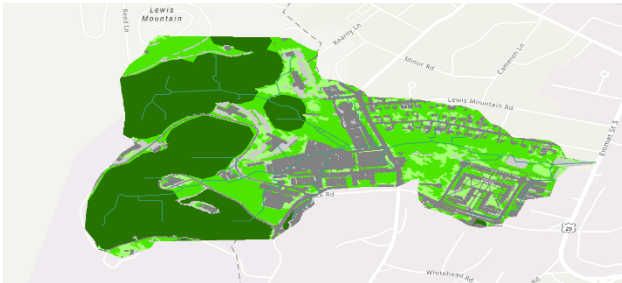 Lewis
Mountain
Reed Ln
Kearny Ln
Minor Rd
Cameron Ln
Lewis Mountain Rd
Emmet St S
Rd
29
Whitehead Rd
Rd